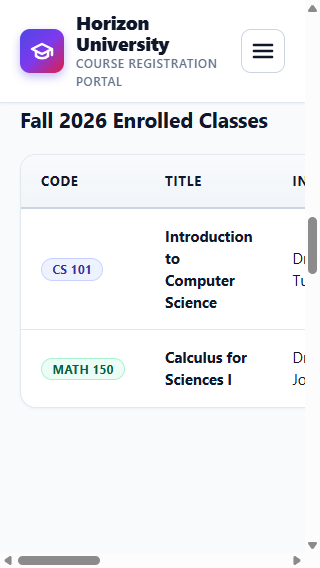 Horizon
University
COURSE REGISTRATION
PORTAL
Fall 2026 Enrolled Classes
CODE TITLE
CS 101 Introduction
to
Computer
Science
MATH 150 Calculus for
Sciences I